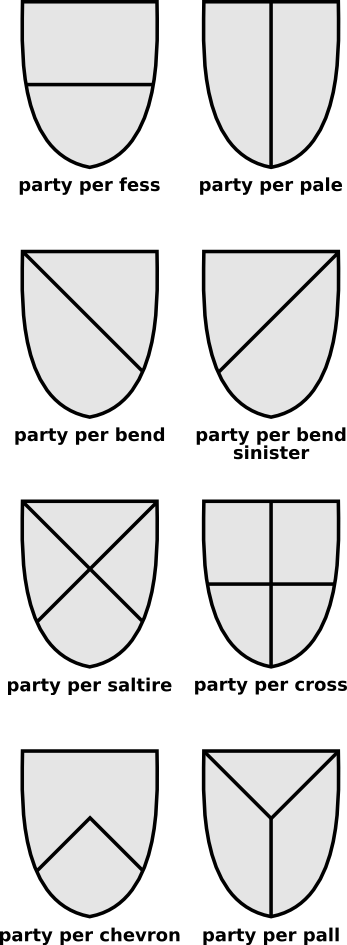 party per fess
party per pale
party per bend
party per bend
sinister
party per saltire
party per cross
party per chevron
party per pall